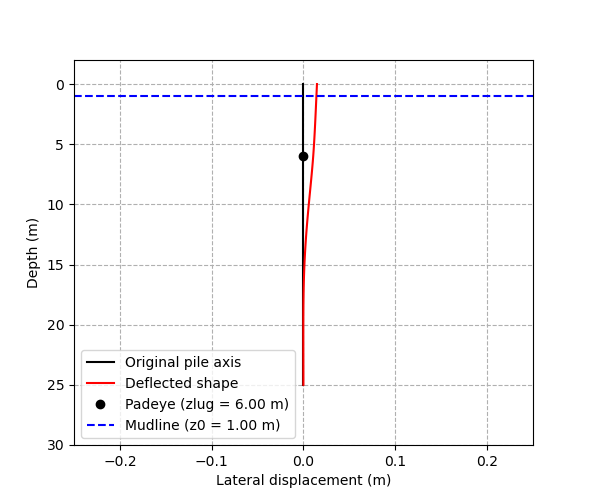 0
5
10
15
20
25
30
Depth (m)
Original pile axis
Deflected shape
Padeye (zlug = 6.00 m)
Mudline (z0 = 1.00 m)
−0.2 −0.1 0.0 0.1 0.2
Lateral displacement (m)